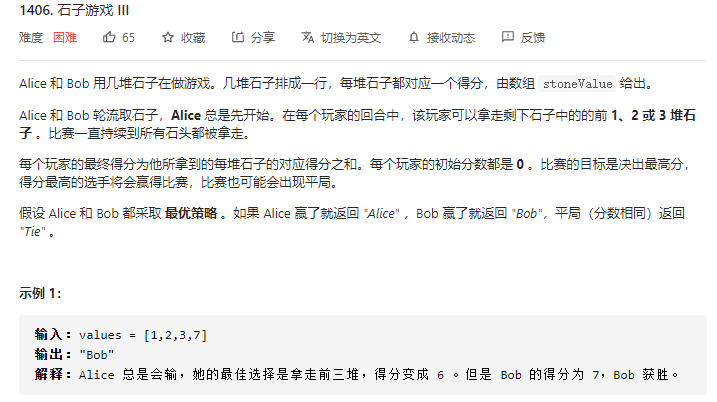 1406. 石子游戏 III
难度 困难 65 收藏 分享 切换为英文 接收动态 反馈
Alice 和 Bob 用几堆石子在做游戏。几堆石子排成一行，每堆石子都对应一个得分，由数组 stoneValue 给出。
Alice 和 Bob 轮流取石子，Alice 总是先开始。在每个玩家的回合中，该玩家可以拿走剩下石子中的的前 1、2 或 3 堆石
子 。比赛一直持续到所有石头都被拿走。
每个玩家的最终得分为他所拿到的每堆石子的对应得分之和。每个玩家的初始分数都是 0 。比赛的目标是决出最高分，
得分最高的选手将会赢得比赛，比赛也可能会出现平局。
假设 Alice 和 Bob 都采取 最优策略 。如果 Alice 赢了就返回 "Alice" ，Bob 赢了就返回 "Bob"，平局（分数相同）返回
"Tie" 。
示例 1：
输入：values = [1,2,3,7]
输出："Bob"
解释：Alice 总是会输，她的最佳选择是拿走前三堆，得分变成 6 。但是 Bob 的得分为 7，Bob 获胜。